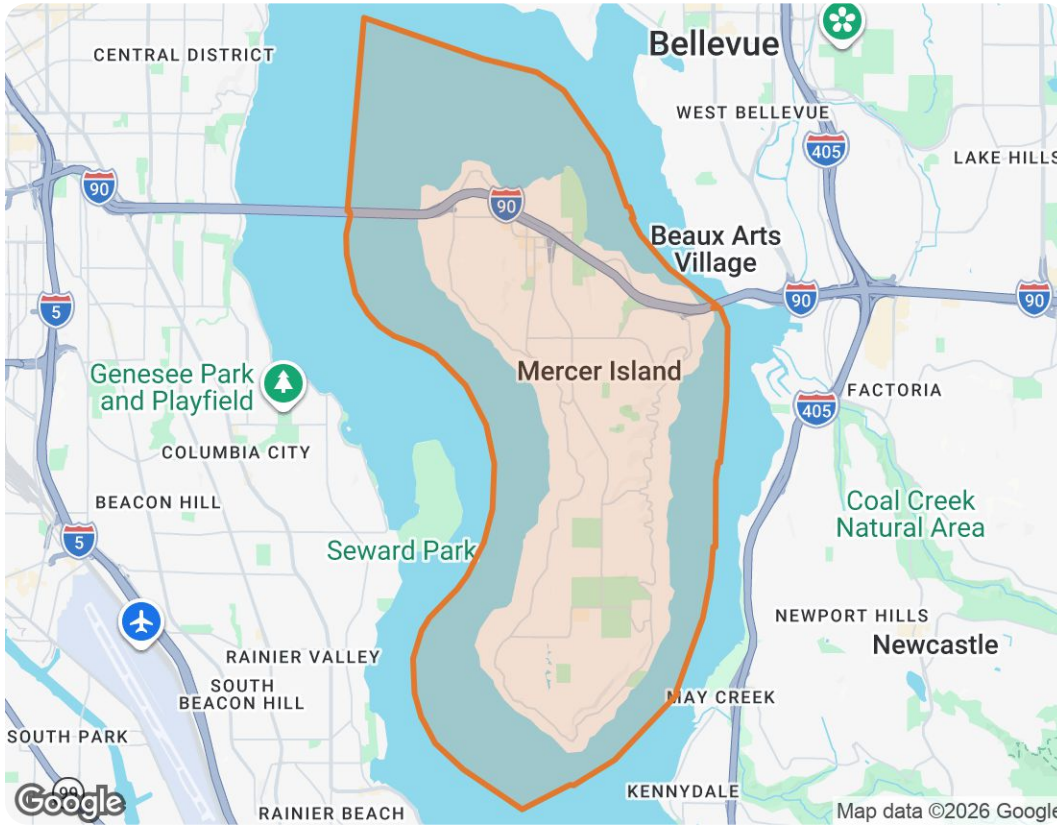 CENTRAL DISTRICT
Bellevue
WEST BELLEVUE
405
LAKE HILLS
90
90
Beaux Arts
Village
90
90
5
Mercer Island
Genesee Park
and Playfield
FACTORIA
405
COLUMBIA CITY
BEACON HILL
Coal Creek
Natural Area
5
Seward Park
NEWPORT HILLS
Newcastle
RAINIER VALLEY
SOUTH
BEACON HILL
MAY CREEK
SOUTH PARK
99
Google
KENNYDALE
RAINIER BEACH
Map data ©2026 Google